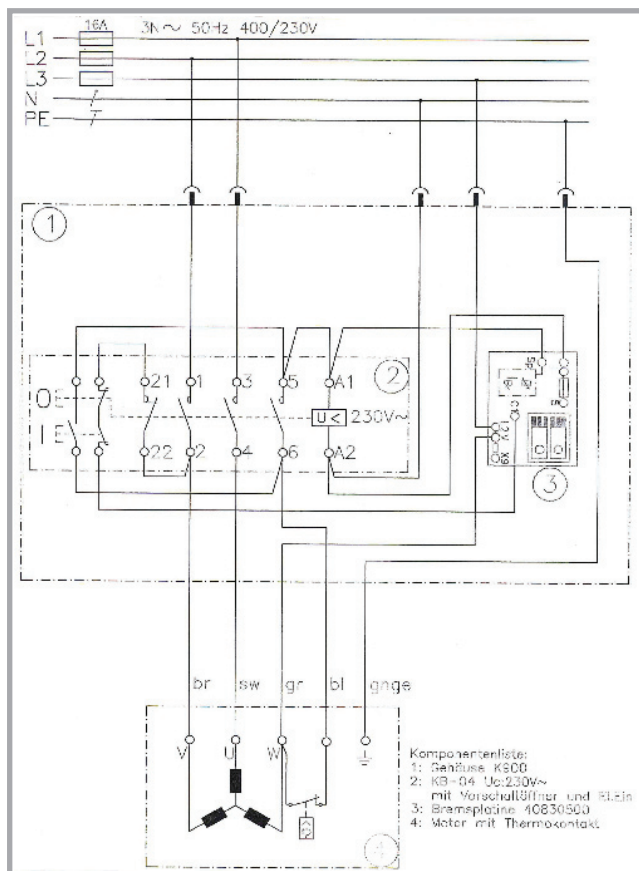 16A 3N~ 50Hz 400/230V
L1
L2
L3
N
PE
1
2
21 1 3 5 A1
O
I
U< 230V~
22 2 4 6 A2
3
br sw gr bl gnge
V U W
4
Komponentenliste:
1: Gehäuse K900
2: KB-04 Uc:230V~
mit Vorschaltöffner und El.Ein
3: Bremsplatine 40830500
4: Motor mit Thermokontakt